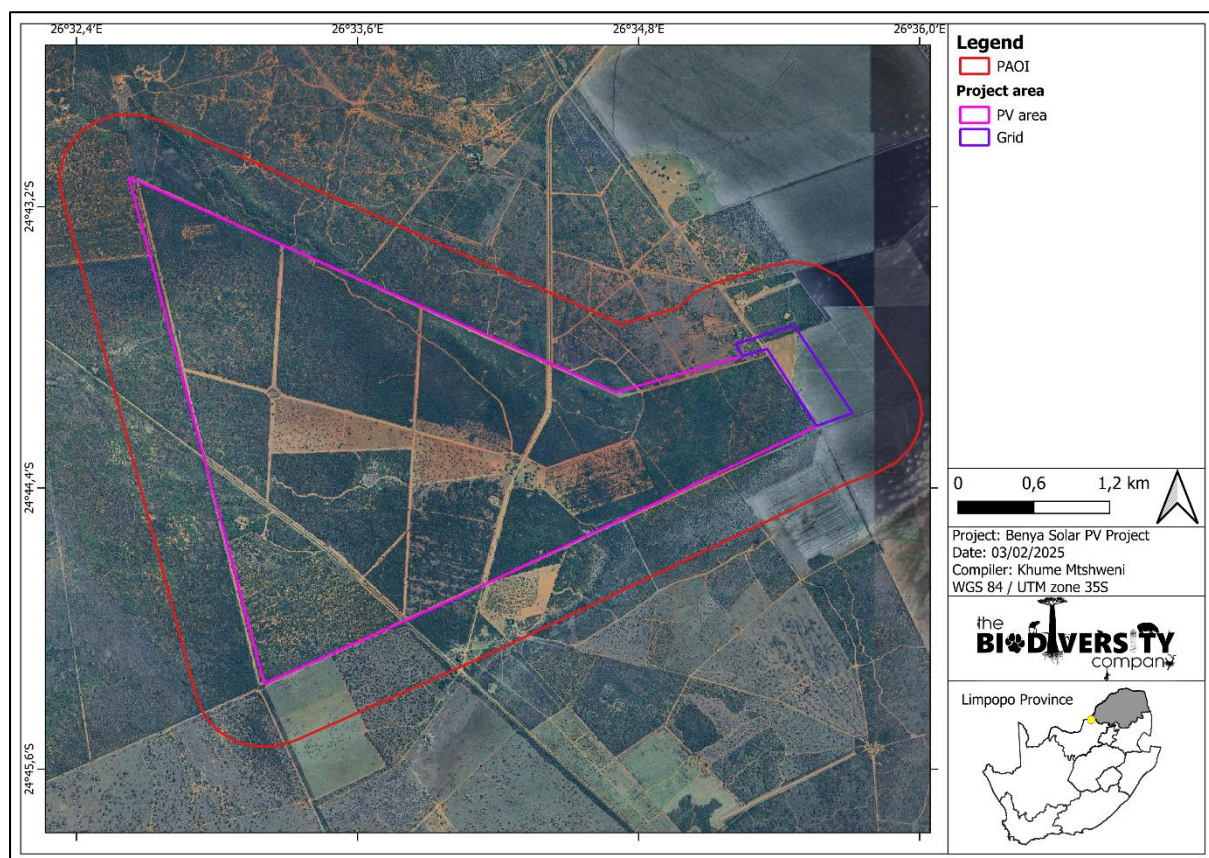 26°32,4′E
26°33,6′E
26°34,8′E
26°36,0′E
24°43,2′S
24°44,4′S
24°45,6′S
Legend
PAOI
Project area
PV area
Grid
0 0,6 1,2 km
Project: Benya Solar PV Project
Date: 03/02/2025
Compiler: Khume Mtshweni
WGS 84 / UTM zone 35S
the
BIODIVERSITY
company
Limpopo Province